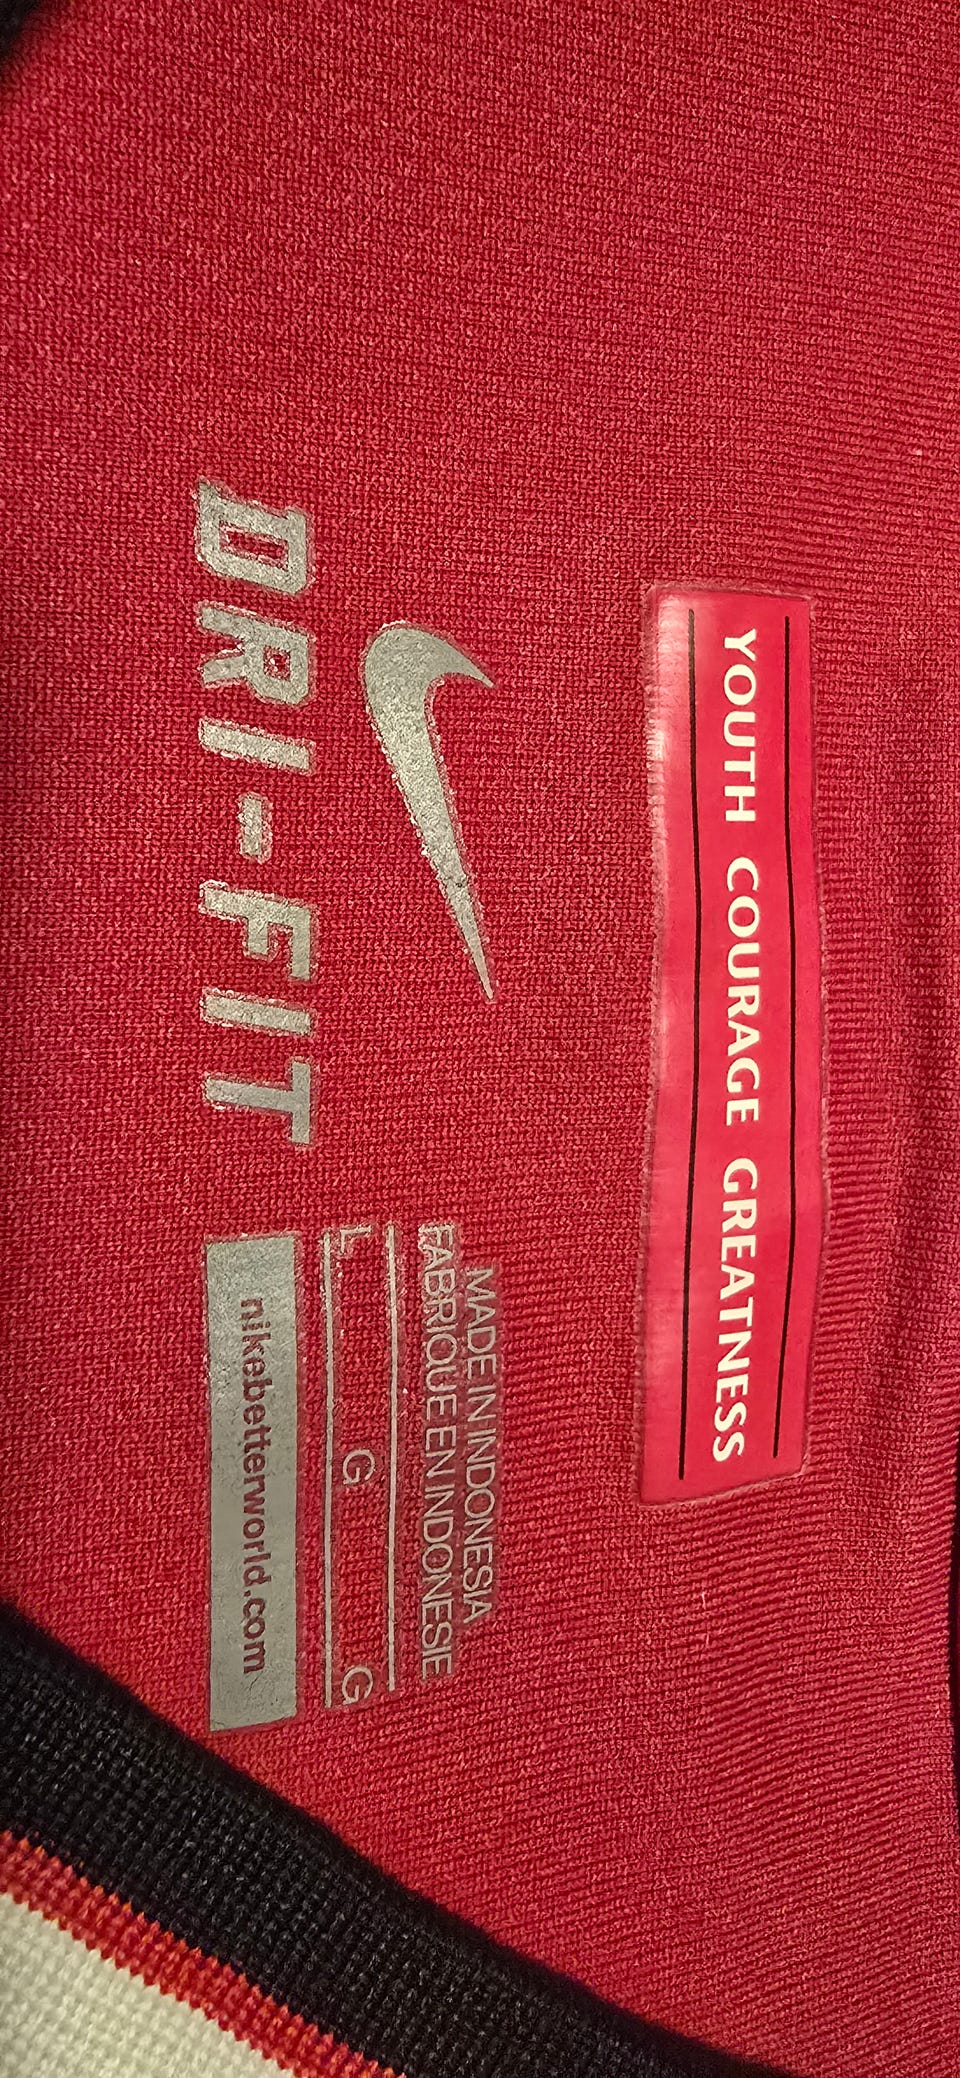 YOUTH COURAGE GREATNESS
DRI-FIT
MADE IN INDONESIA
FABRIQUE EN INDONESIE
L G G
nikebetterworld.com